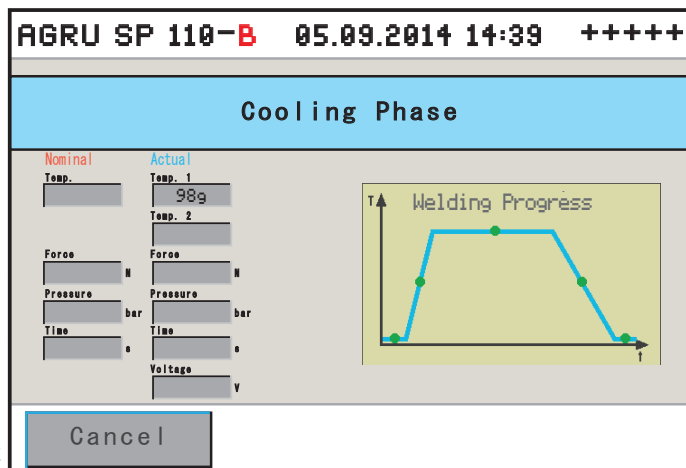 AGRU SP 110-B 05.09.2014 14:39 +++++
Cooling Phase
Nominal Actual
Temp. Temp. 1
98g
Temp. 2
Force Force
N N
Pressure Pressure
bar bar
Time Time
s s
Voltage
V
T Welding Progress
t
Cancel